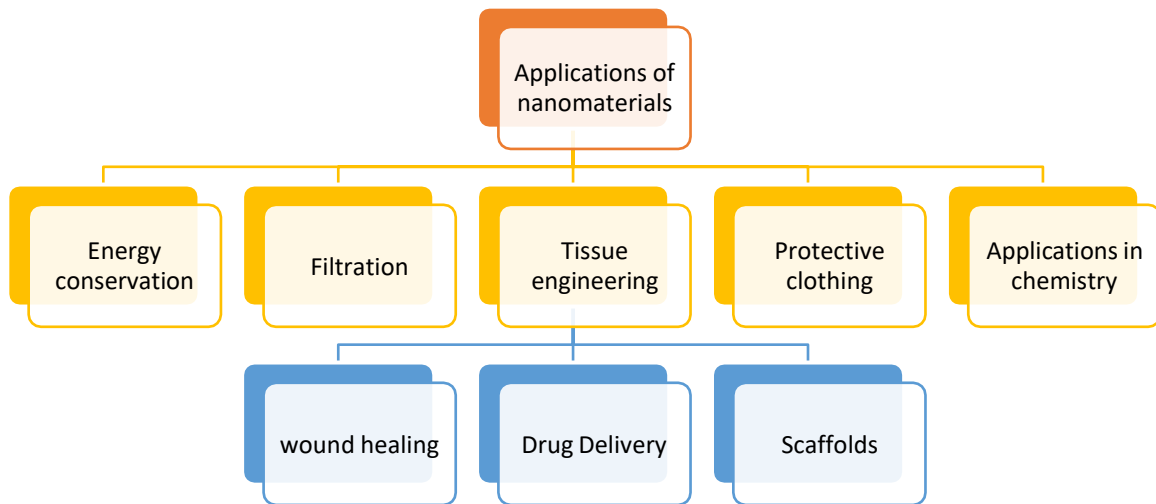 Applications of
nanomaterials
Energy
conservation
Filtration
Tissue
engineering
Protective
clothing
Applications in
chemistry
wound healing
Drug Delivery
Scaffolds